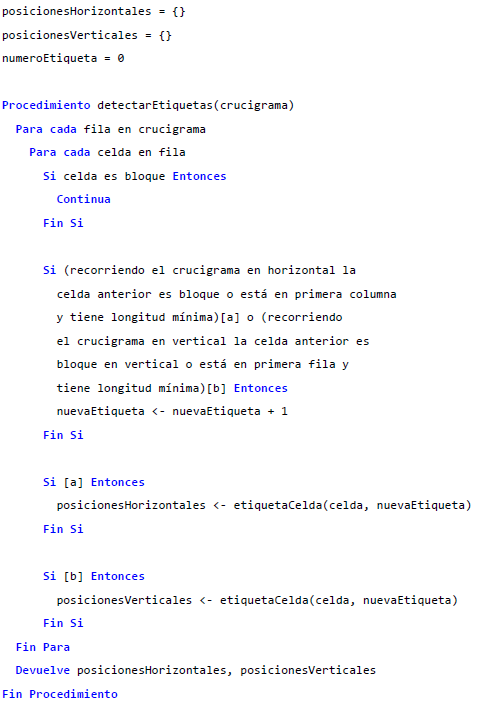 posicionesHorizontales = {}
posicionesVerticales = {}
numeroEtiqueta = 0
Procedimiento detectarEtiquetas(crucigrama)
Para cada fila en crucigrama
Para cada celda en fila
Si celda es bloque Entonces
Continua
Fin Si
Si (recorriendo el crucigrama en horizontal la
celda anterior es bloque o está en primera columna
y tiene longitud mínima)[a] o (recorriendo
el crucigrama en vertical la celda anterior es
bloque en vertical o está en primera fila y
tiene longitud mínima)[b] Entonces
nuevaEtiqueta <- nuevaEtiqueta + 1
Fin Si
Si [a] Entonces
posicionesHorizontales <- etiquetaCelda(celda, nuevaEtiqueta)
Fin Si
Si [b] Entonces
posicionesVerticales <- etiquetaCelda(celda, nuevaEtiqueta)
Fin Si
Fin Para
Devuelve posicionesHorizontales, posicionesVerticales
Fin Procedimiento